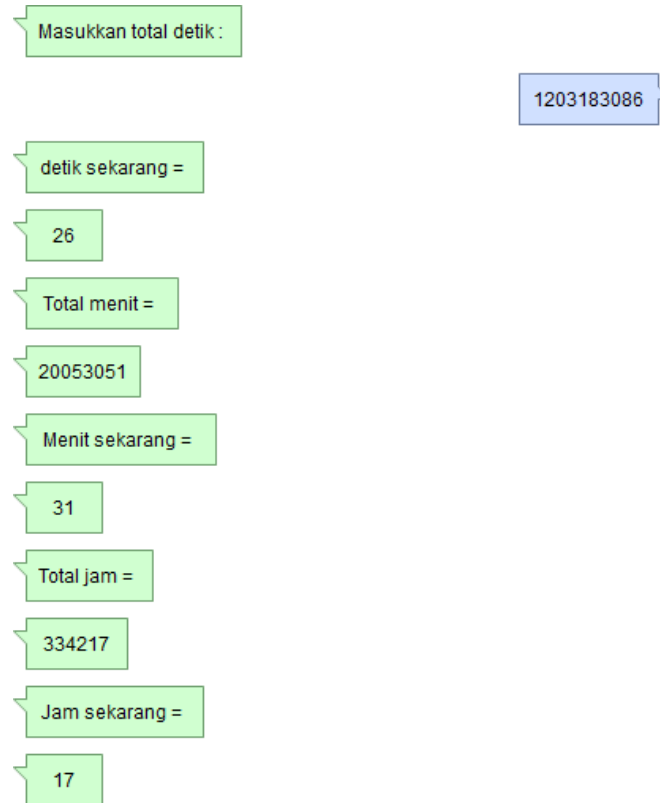 Masukkan total detik :
1203183086
detik sekarang =
26
Total menit =
20053051
Menit sekarang =
31
Total jam =
334217
Jam sekarang =
17